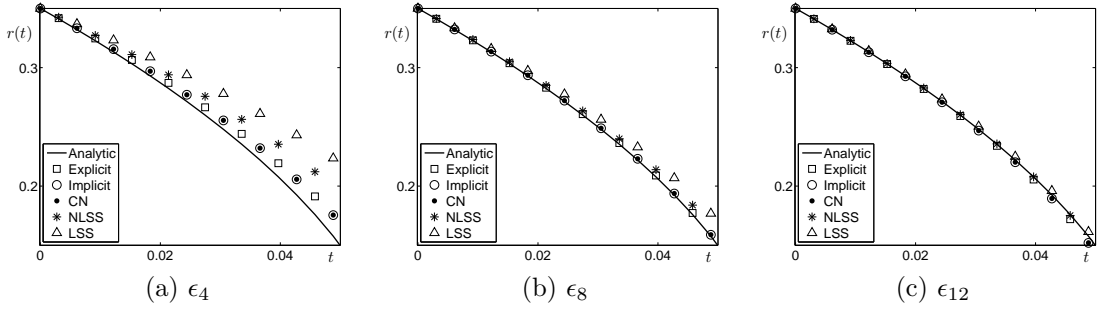 r(t)
0.3
0.2
Analytic
Explicit
Implicit
CN
NLSS
LSS
0 0.02 0.04 t
(a) ϵ4
r(t)
0.3
0.2
Analytic
Explicit
Implicit
CN
NLSS
LSS
0 0.02 0.04 t
(b) ϵ8
r(t)
0.3
0.2
Analytic
Explicit
Implicit
CN
NLSS
LSS
0 0.02 0.04 t
(c) ϵ12